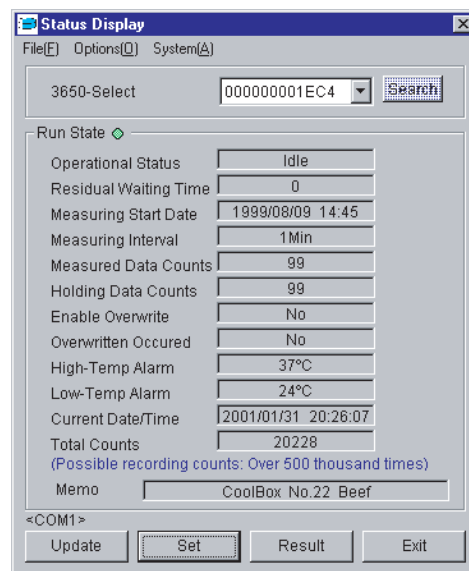 Status Display
File(F) Options(O) System(A)
3650-Select 000000001EC4 Search
Run State
Operational Status Idle
Residual Waiting Time 0
Measuring Start Date 1999/08/09 14:45
Measuring Interval 1Min
Measured Data Counts 99
Holding Data Counts 99
Enable Overwrite No
Overwritten Occured No
High-Temp Alarm 37°C
Low-Temp Alarm 24°C
Current Date/Time 2001/01/31 20:26:07
Total Counts 20228
(Possible recording counts: Over 500 thousand times)
Memo CoolBox No.22 Beef
<COM1>
Update Set Result Exit